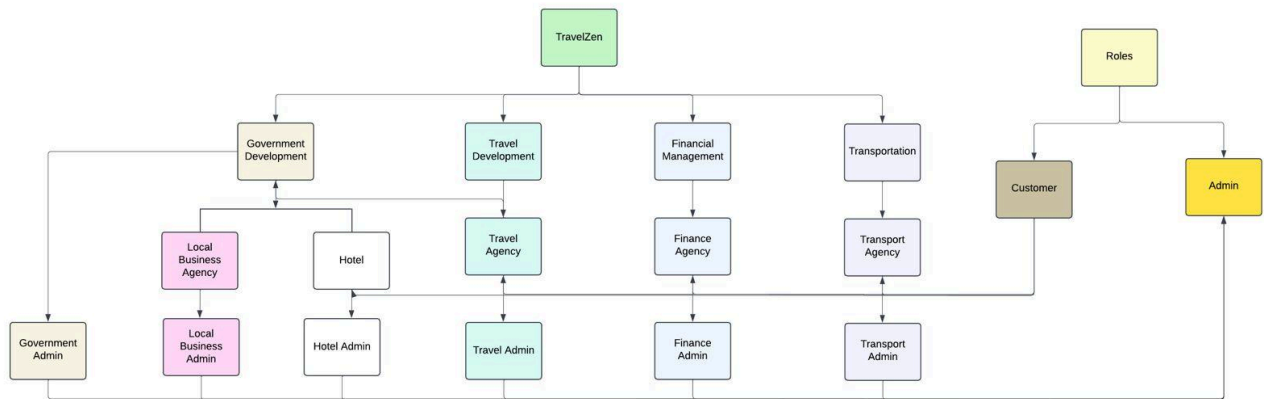 TravelZen
Roles
Government
Development
Travel
Development
Financial
Management
Transportation
Customer
Admin
Local
Business
Agency
Hotel
Travel
Agency
Finance
Agency
Transport
Agency
Government
Admin
Local
Business
Admin
Hotel Admin
Travel Admin
Finance
Admin
Transport
Admin